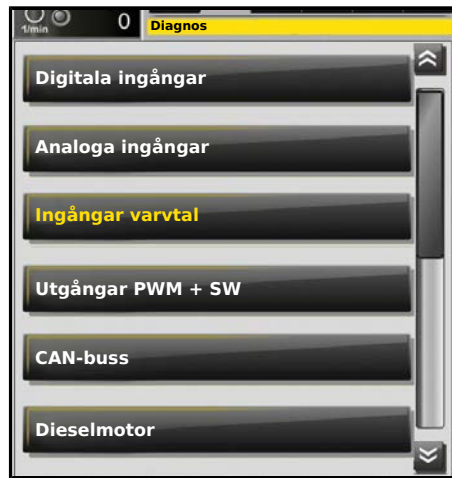 1/min 0 Diagnos
Digitala ingångar
Analoga ingångar
Ingångar varvtal
Utgångar PWM + SW
CAN-buss
Dieselmotor